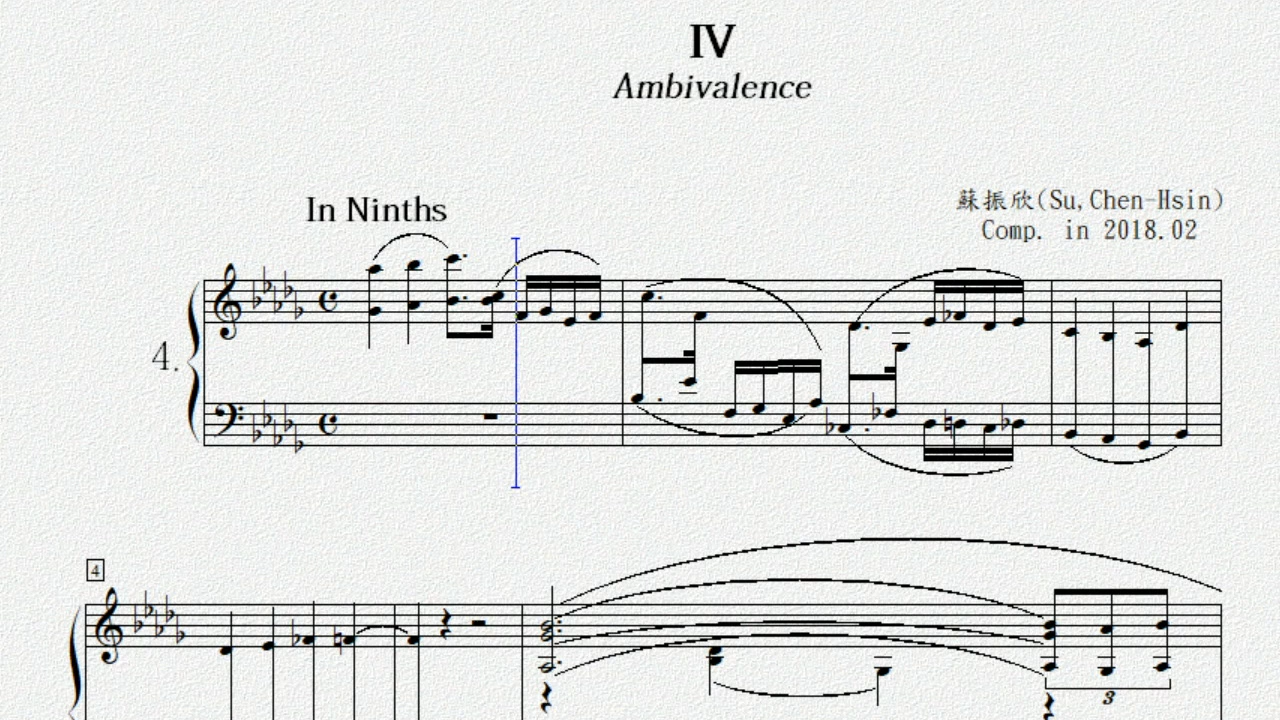 IV
Ambivalence
In Ninths
蘇振欣(Su,Chen-Hsin)
Comp. in 2018.02
4.
4
3